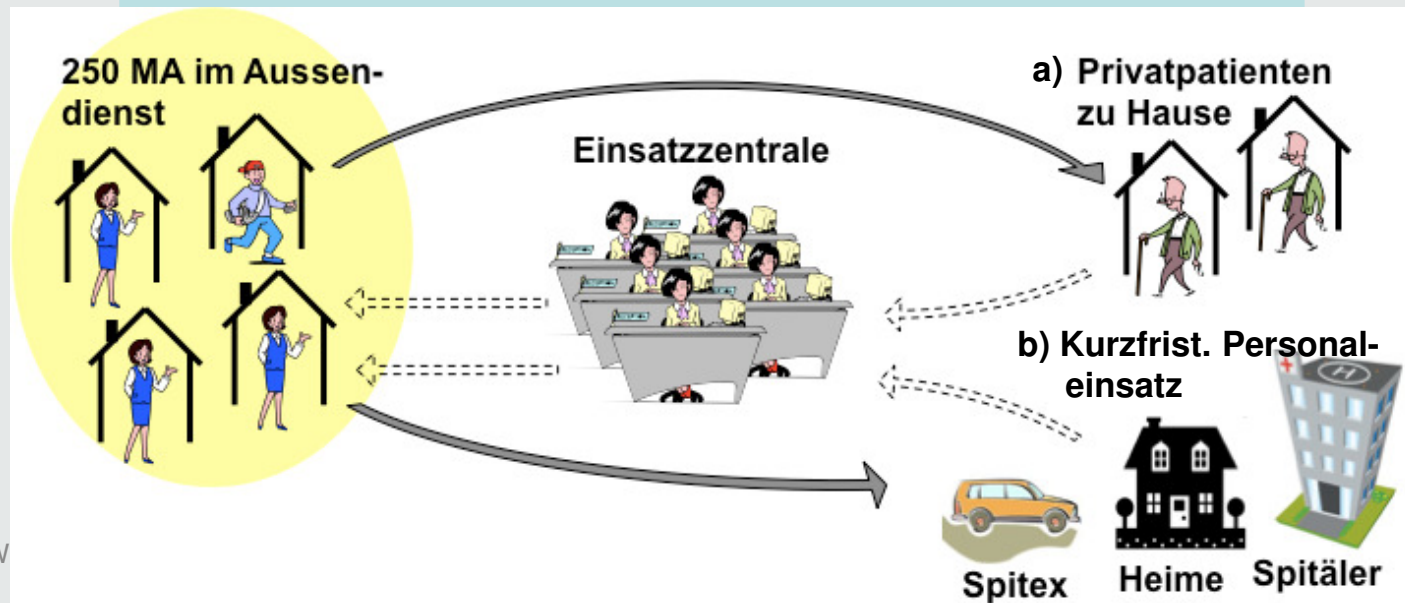 250 MA im Aussen-
dienst
Einsatzzentrale
a) Privatpatienten
zu Hause
b) Kurzfrist. Personal-
einsatz
H
Spitex
Heime
Spitäler